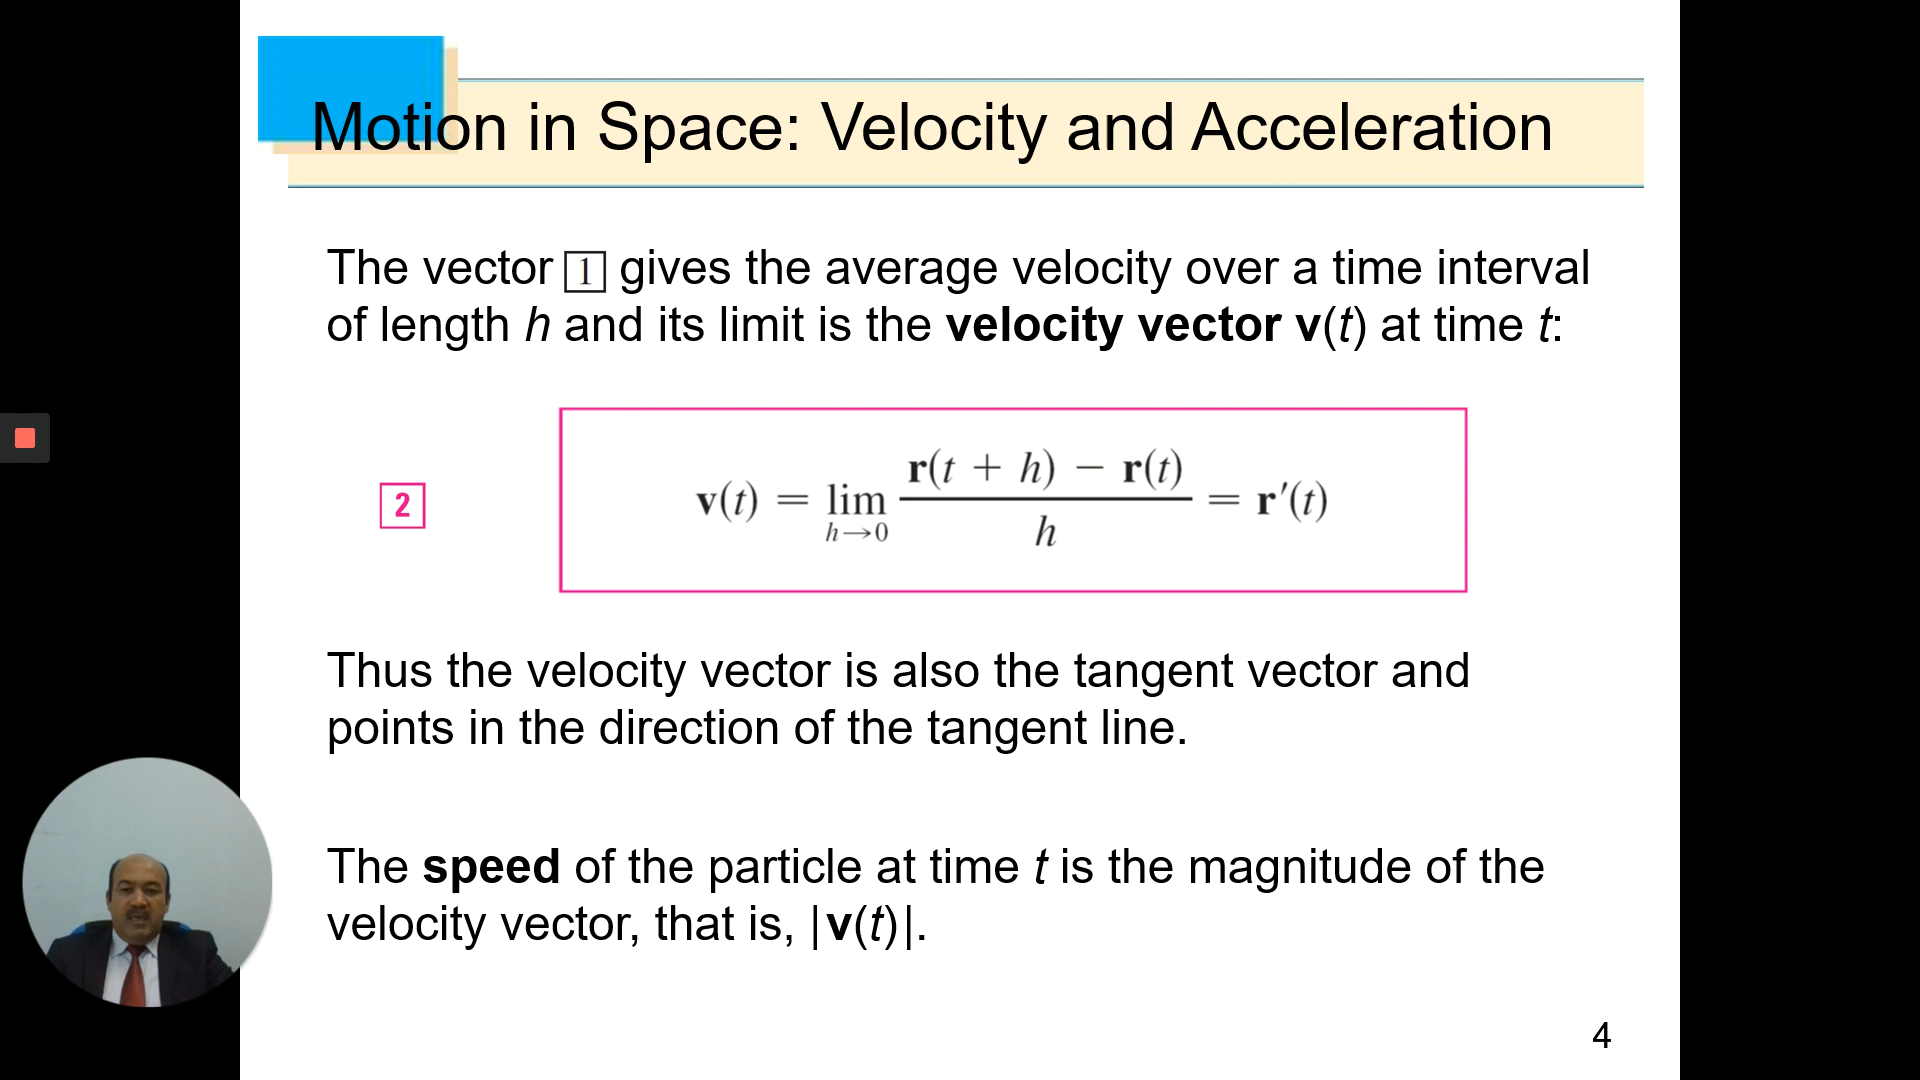 Motion in Space: Velocity and Acceleration
The vector 1 gives the average velocity over a time interval
of length h and its limit is the velocity vector v(t) at time t:
2 v(t) = lim h→0 r(t + h) − r(t) / h = r′(t)
Thus the velocity vector is also the tangent vector and
points in the direction of the tangent line.
The speed of the particle at time t is the magnitude of the
velocity vector, that is, |v(t)|.
4